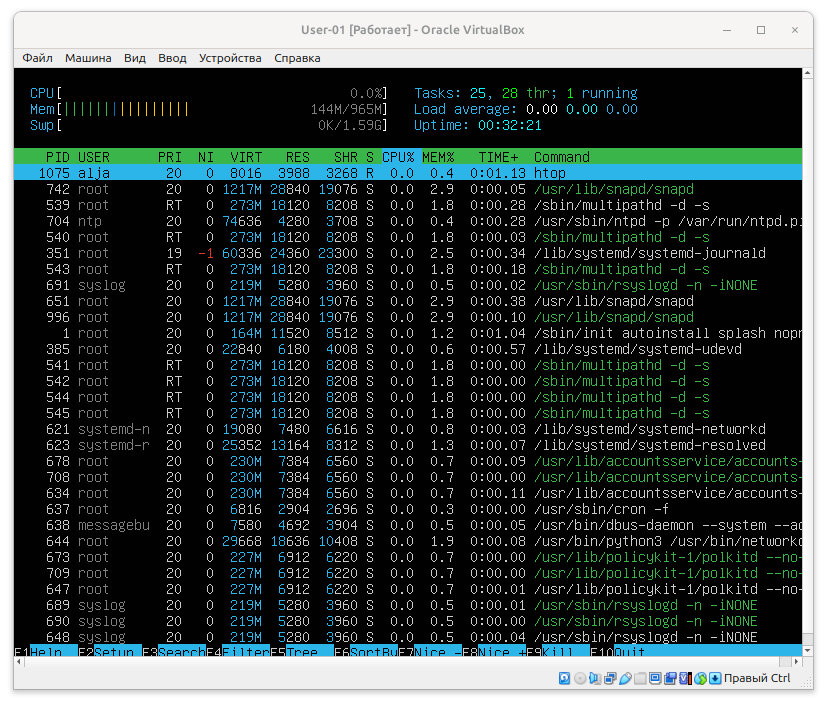 User-01 [Работает] - Oracle VirtualBox
Файл Машина Вид Ввод Устройства Справка
CPU[ 0.0%] Tasks: 25, 28 thr; 1 running
Mem[||||||||||||||||| 144M/965M] Load average: 0.00 0.00 0.00
Swp[ 0K/1.59G] Uptime: 00:32:21
PID USER PRI NI VIRT RES SHR S CPU% MEM% TIME+ Command
1075 alja 20 0 8016 3988 3268 R 0.0 0.4 0:01.13 htop
742 root 20 0 1217M 28840 19076 S 0.0 2.9 0:00.05 /usr/lib/snapd/snapd
539 root RT 0 273M 18120 8208 S 0.0 1.8 0:00.28 /sbin/multipathd -d -s
704 ntp 20 0 74636 4280 3708 S 0.0 0.4 0:00.28 /usr/sbin/ntpd -p /var/run/ntpd.pi
540 root RT 0 273M 18120 8208 S 0.0 1.8 0:00.03 /sbin/multipathd -d -s
351 root 19 -1 60336 24360 23300 S 0.0 2.5 0:00.34 /lib/systemd/systemd-journald
543 root RT 0 273M 18120 8208 S 0.0 1.8 0:00.18 /sbin/multipathd -d -s
691 syslog 20 0 219M 5280 3960 S 0.0 0.5 0:00.02 /usr/sbin/rsyslogd -n -iNONE
651 root 20 0 1217M 28840 19076 S 0.0 2.9 0:00.38 /usr/lib/snapd/snapd
996 root 20 0 1217M 28840 19076 S 0.0 2.9 0:00.10 /usr/lib/snapd/snapd
1 root 20 0 164M 11520 8512 S 0.0 1.2 0:01.04 /sbin/init autoinstall splash nopr
385 root 20 0 22840 6180 4008 S 0.0 0.6 0:00.57 /lib/systemd/systemd-udevd
541 root RT 0 273M 18120 8208 S 0.0 1.8 0:00.00 /sbin/multipathd -d -s
542 root RT 0 273M 18120 8208 S 0.0 1.8 0:00.00 /sbin/multipathd -d -s
544 root RT 0 273M 18120 8208 S 0.0 1.8 0:00.00 /sbin/multipathd -d -s
545 root RT 0 273M 18120 8208 S 0.0 1.8 0:00.00 /sbin/multipathd -d -s
621 systemd-n 20 0 19080 7480 6616 S 0.0 0.8 0:00.03 /lib/systemd/systemd-networkd
623 systemd-r 20 0 25352 13164 8312 S 0.0 1.3 0:00.07 /lib/systemd/systemd-resolved
678 root 20 0 230M 7384 6560 S 0.0 0.7 0:00.09 /usr/lib/accountsservice/accounts-
708 root 20 0 230M 7384 6560 S 0.0 0.7 0:00.00 /usr/lib/accountsservice/accounts-
634 root 20 0 230M 7384 6560 S 0.0 0.7 0:00.11 /usr/lib/accountsservice/accounts-
637 root 20 0 6816 2904 2696 S 0.0 0.3 0:00.00 /usr/sbin/cron -f
638 messagebu 20 0 7580 4692 3904 S 0.0 0.5 0:00.05 /usr/bin/dbus-daemon --system --ad
644 root 20 0 29668 18636 10408 S 0.0 1.9 0:00.08 /usr/bin/python3 /usr/bin/networkd
673 root 20 0 227M 6912 6220 S 0.0 0.7 0:00.00 /usr/lib/policykit-1/polkitd --no-
709 root 20 0 227M 6912 6220 S 0.0 0.7 0:00.00 /usr/lib/policykit-1/polkitd --no-
647 root 20 0 227M 6912 6220 S 0.0 0.7 0:00.01 /usr/lib/policykit-1/polkitd --no-
689 syslog 20 0 219M 5280 3960 S 0.0 0.5 0:00.01 /usr/sbin/rsyslogd -n -iNONE
690 syslog 20 0 219M 5280 3960 S 0.0 0.5 0:00.00 /usr/sbin/rsyslogd -n -iNONE
648 syslog 20 0 219M 5280 3960 S 0.0 0.5 0:00.04 /usr/sbin/rsyslogd -n -iNONE
F1Help F2Setup F3SearchF4FilterF5Tree F6SortByF7Nice -F8Nice +F9Kill F10Quit
Правый Ctrl